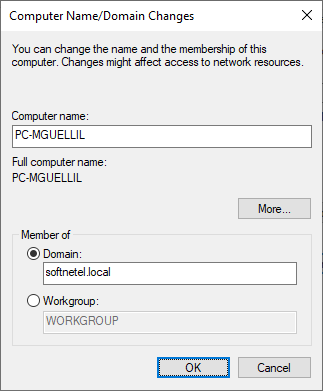 Computer Name/Domain Changes
You can change the name and the membership of this
computer. Changes might affect access to network resources.
Computer name:
PC-MGUELLIL
Full computer name:
PC-MGUELLIL
More...
Member of
Domain:
softnetel.local
Workgroup:
WORKGROUP
OK
Cancel